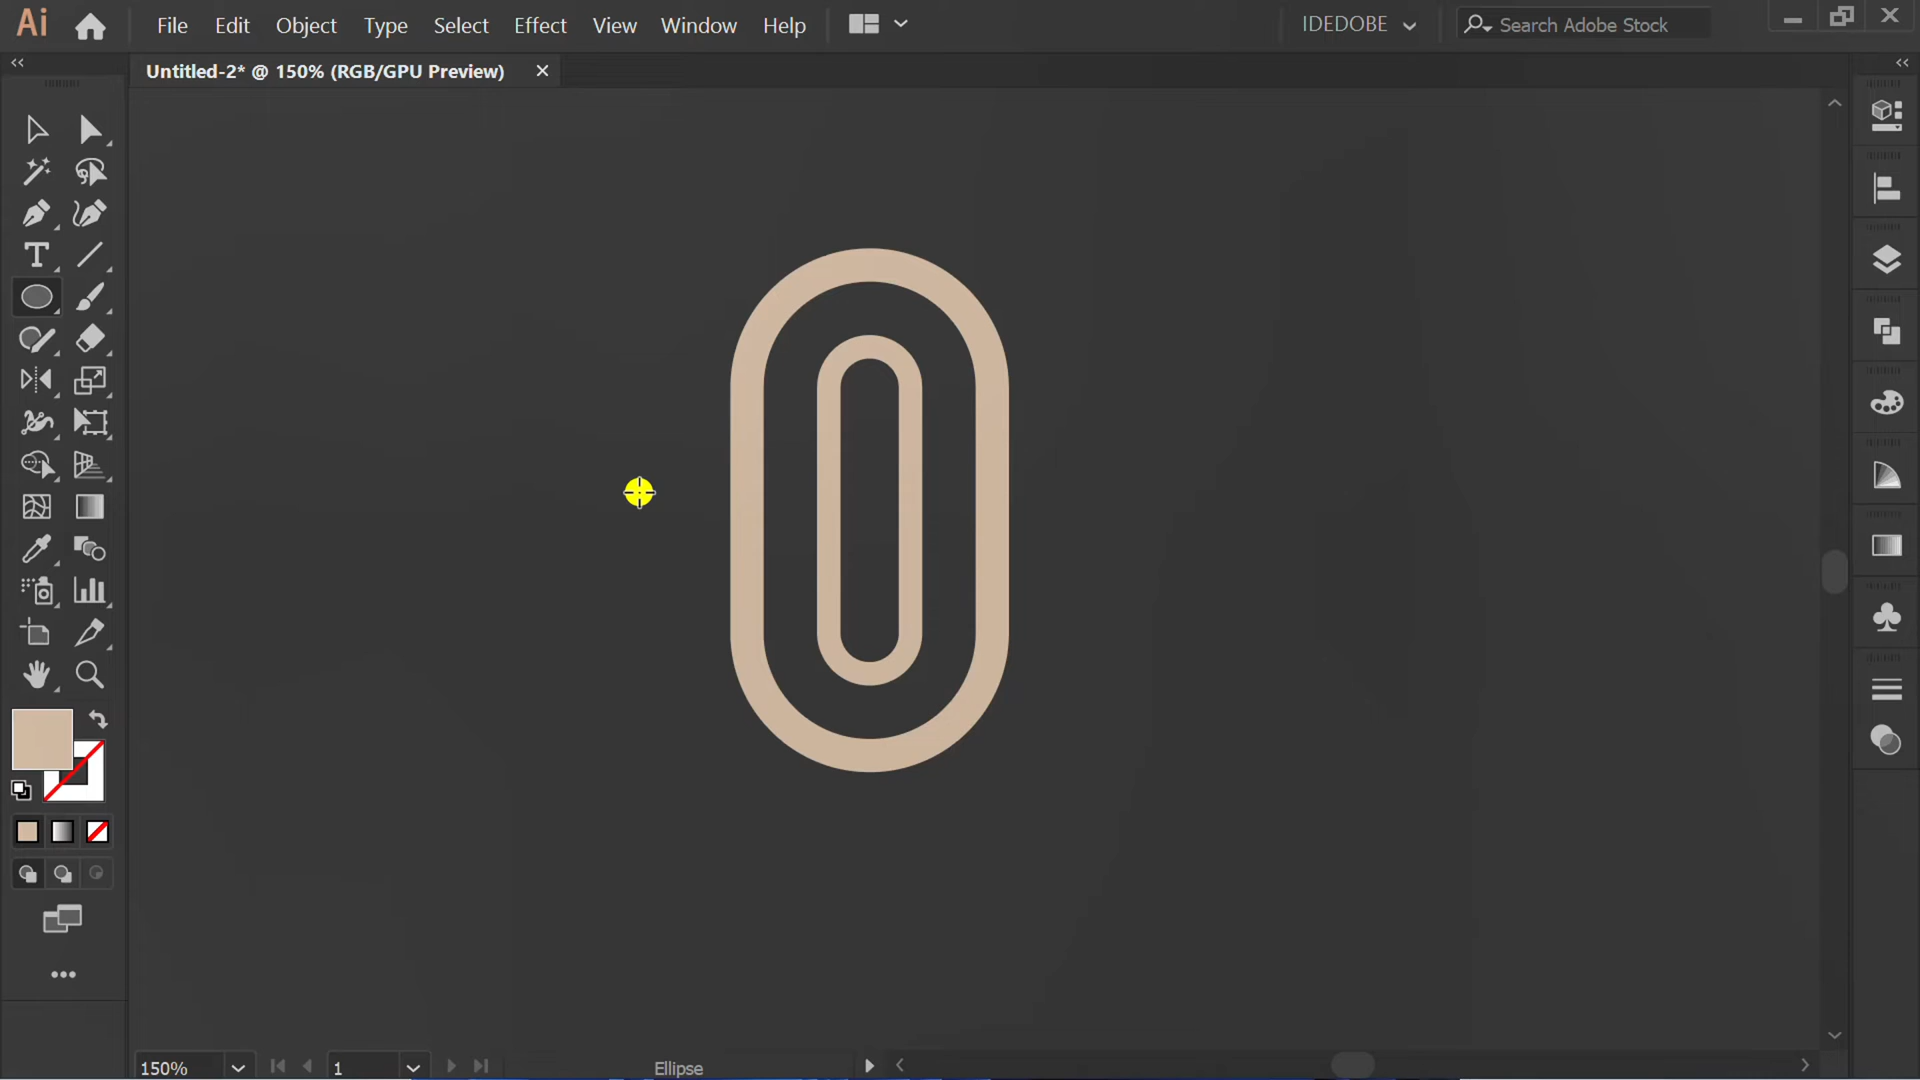 Ai File Edit Object Type Select Effect View Window Help IDEDOBE Search Adobe Stock
Untitled-2* @ 150% (RGB/GPU Preview)
150% 1 Ellipse